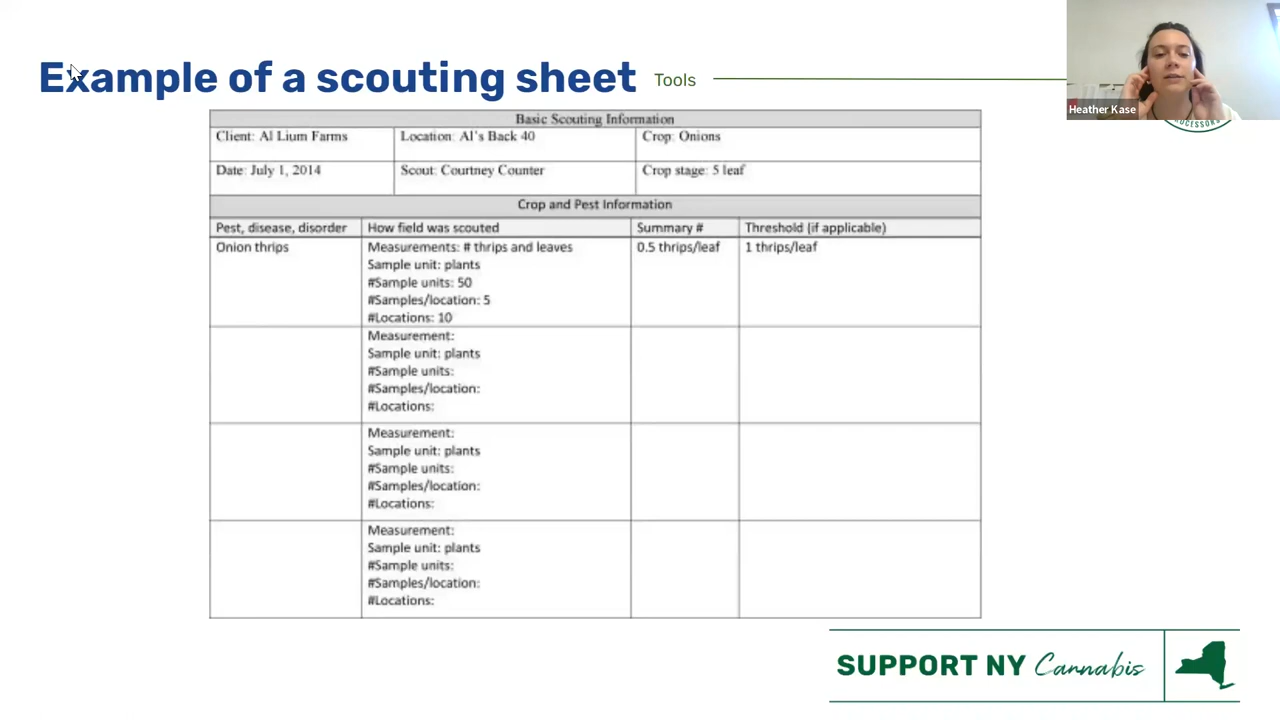 Example of a scouting sheet
Tools
Heather Kase
OCESSORS
Basic Scouting Information
Client: Al Lium Farms
Location: Al's Back 40
Crop: Onions
Date: July 1, 2014
Scout: Courtney Counter
Crop stage: 5 leaf
Crop and Pest Information
Pest, disease, disorder
How field was scouted
Summary #
Threshold (if applicable)
Onion thrips
Measurements: # thrips and leaves
Sample unit: plants
#Sample units: 50
#Samples/location: 5
#Locations: 10
0.5 thrips/leaf
1 thrips/leaf
Measurement:
Sample unit: plants
#Sample units:
#Samples/location:
#Locations:
Measurement:
Sample unit: plants
#Sample units:
#Samples/location:
#Locations:
Measurement:
Sample unit: plants
#Sample units:
#Samples/location:
#Locations:
SUPPORT NY Cannabis